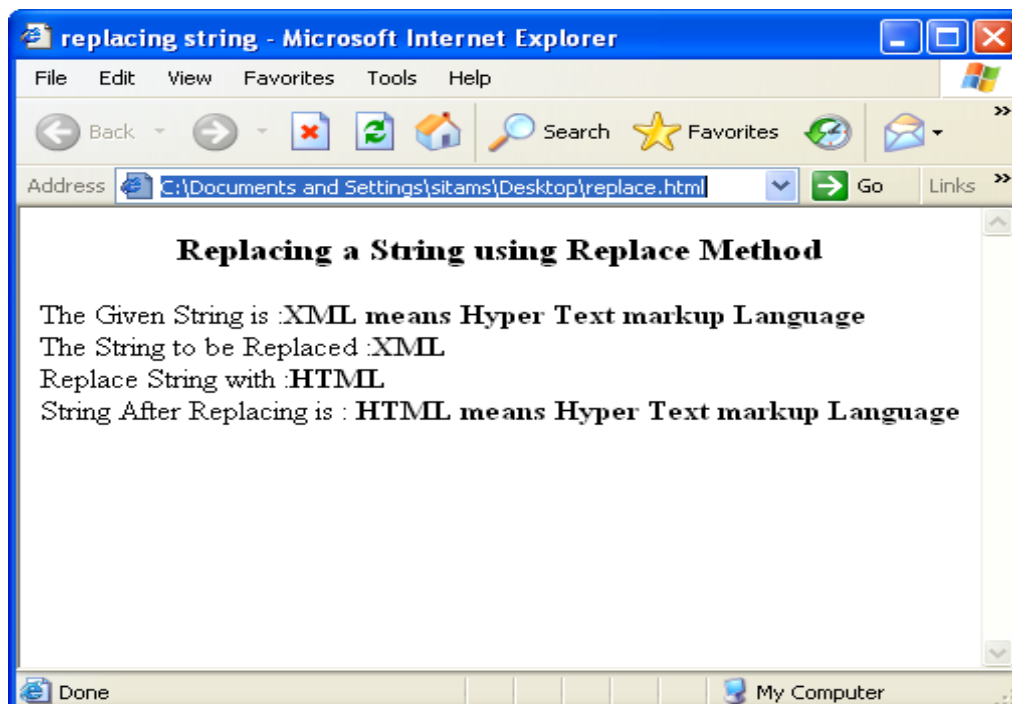 replacing string - Microsoft Internet Explorer
File Edit View Favorites Tools Help
Back Search Favorites »
Address C:\Documents and Settings\sitams\Desktop\replace.html Go Links »
Replacing a String using Replace Method
The Given String is :XML means Hyper Text markup Language
The String to be Replaced :XML
Replace String with :HTML
String After Replacing is : HTML means Hyper Text markup Language
Done My Computer